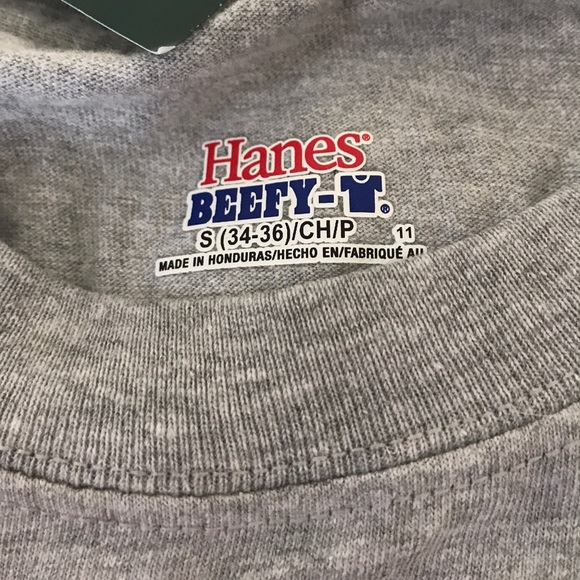 Hanes®
BEEFY-T®
S (34-36)/CH/P 11
MADE IN HONDURAS/HECHO EN/FABRIQUÉ AU